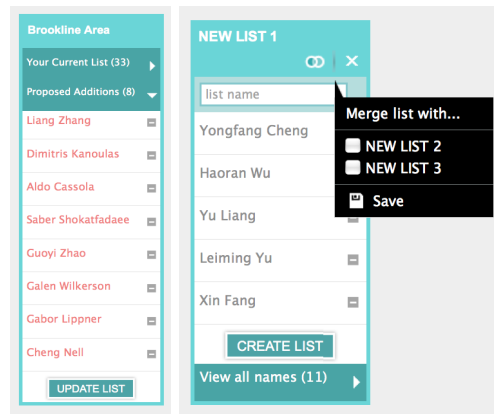 Brookline Area
Your Current List (33)
Proposed Additions (8)
Liang Zhang
Dimitris Kanoulas
Aldo Cassola
Saber Shokatfadaee
Guoyi Zhao
Galen Wilkerson
Gabor Lippner
Cheng Nell
UPDATE LIST
NEW LIST 1
list name
Yongfang Cheng
Haoran Wu
Yu Liang
Leiming Yu
Xin Fang
CREATE LIST
View all names (11)
Merge list with...
NEW LIST 2
NEW LIST 3
Save